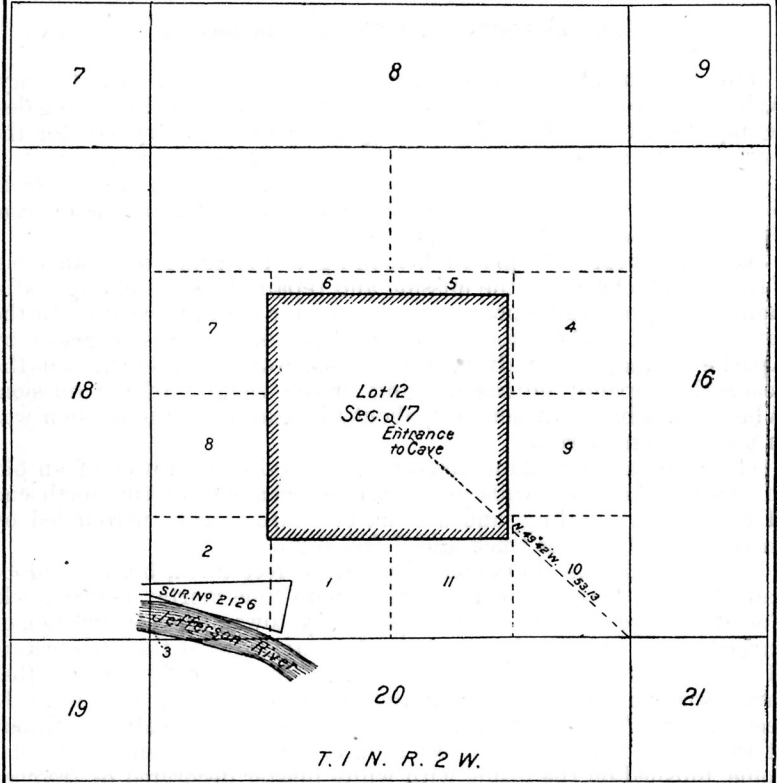 7
8
9
6
5
7
4
18
Lot 12
16
Sec. 17
Entrance
to Cave
8
9
N. 49° 42' W.
53.13
2
1
11
10
SUR. Nº 2126
Jefferson River
3
19
20
21
T. 1 N. R. 2 W.